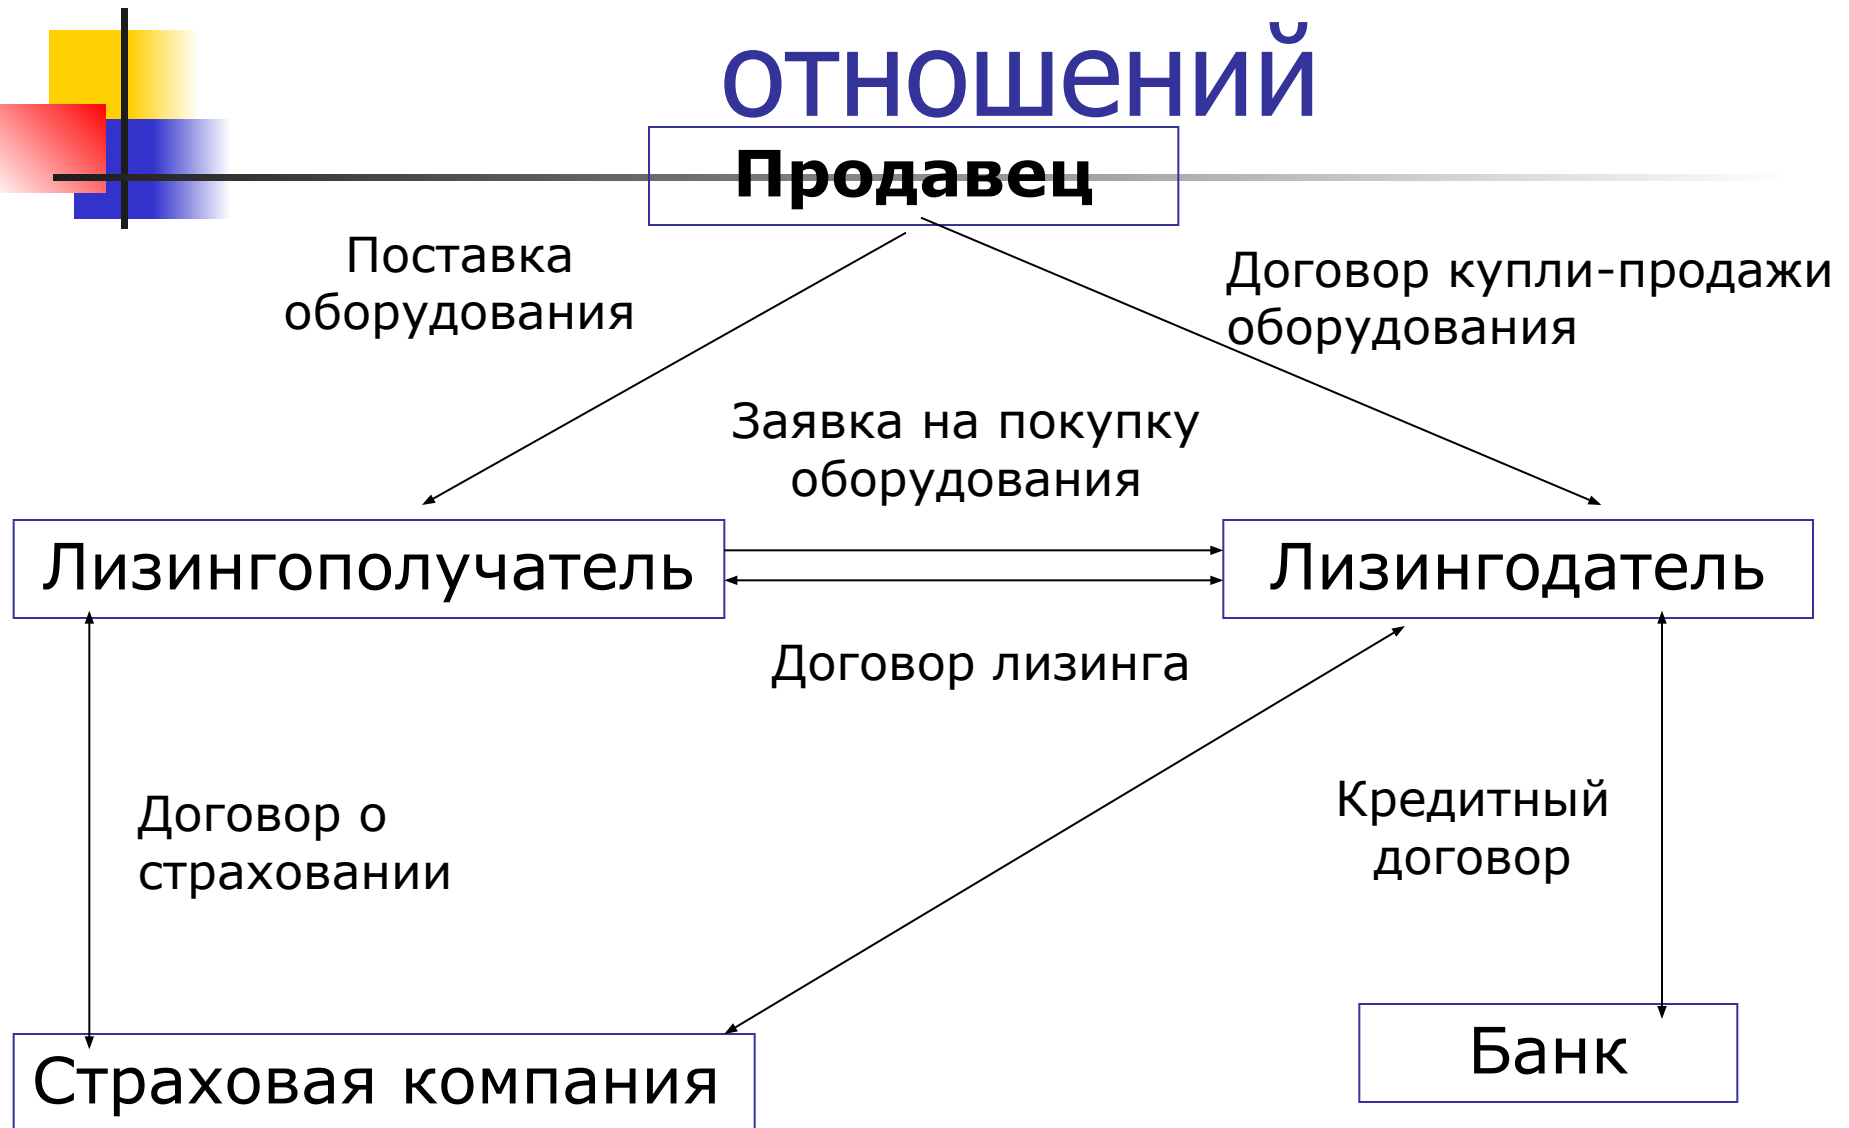 отношений
Продавец
Поставка
оборудования
Договор купли-продажи
оборудования
Заявка на покупку
оборудования
Лизингополучатель
Лизингодатель
Договор лизинга
Договор о
страховании
Кредитный
договор
Страховая компания
Банк